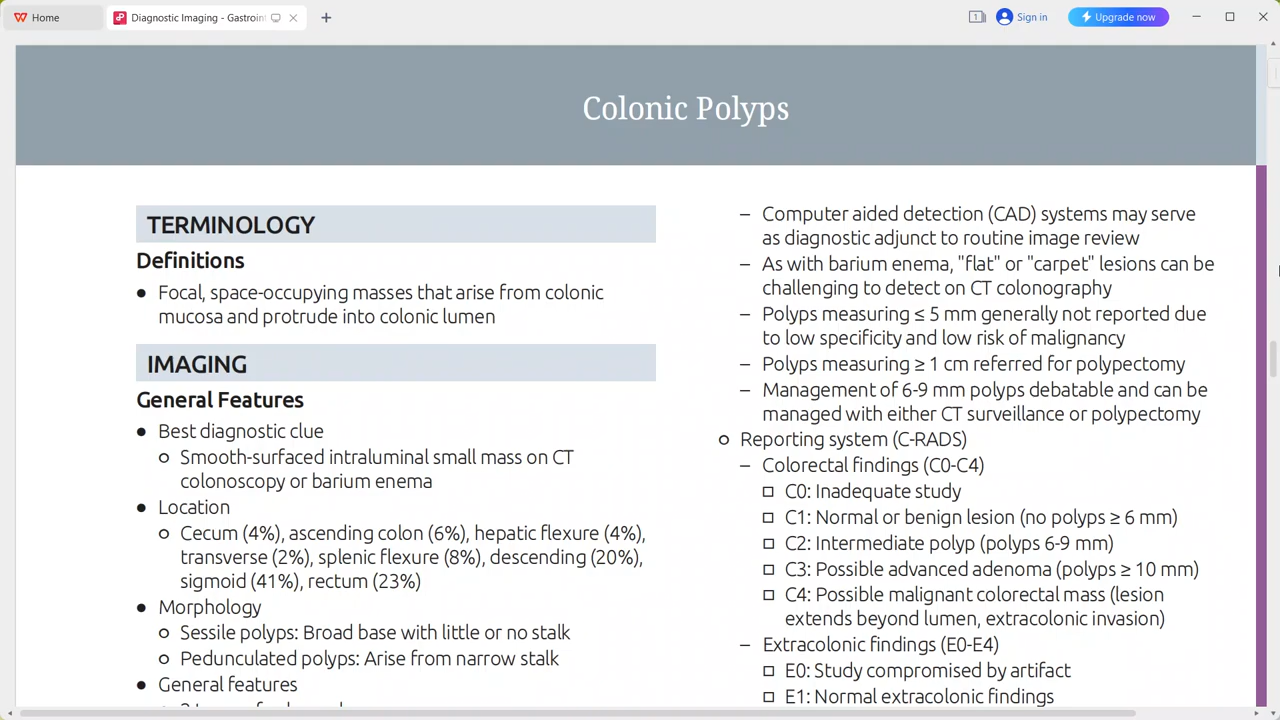 Home
Diagnostic Imaging - Gastroint
1
Sign in
Upgrade now
Colonic Polyps
TERMINOLOGY
Definitions
● Focal, space-occupying masses that arise from colonic
mucosa and protrude into colonic lumen
IMAGING
General Features
● Best diagnostic clue
○ Smooth-surfaced intraluminal small mass on CT
colonoscopy or barium enema
● Location
○ Cecum (4%), ascending colon (6%), hepatic flexure (4%),
transverse (2%), splenic flexure (8%), descending (20%),
sigmoid (41%), rectum (23%)
● Morphology
○ Sessile polyps: Broad base with little or no stalk
○ Pedunculated polyps: Arise from narrow stalk
● General features
– Computer aided detection (CAD) systems may serve
as diagnostic adjunct to routine image review
– As with barium enema, "flat" or "carpet" lesions can be
challenging to detect on CT colonography
– Polyps measuring ≤ 5 mm generally not reported due
to low specificity and low risk of malignancy
– Polyps measuring ≥ 1 cm referred for polypectomy
– Management of 6-9 mm polyps debatable and can be
managed with either CT surveillance or polypectomy
○ Reporting system (C-RADS)
– Colorectal findings (C0-C4)
□ C0: Inadequate study
□ C1: Normal or benign lesion (no polyps ≥ 6 mm)
□ C2: Intermediate polyp (polyps 6-9 mm)
□ C3: Possible advanced adenoma (polyps ≥ 10 mm)
□ C4: Possible malignant colorectal mass (lesion
extends beyond lumen, extracolonic invasion)
– Extracolonic findings (E0-E4)
□ E0: Study compromised by artifact
□ E1: Normal extracolonic findings